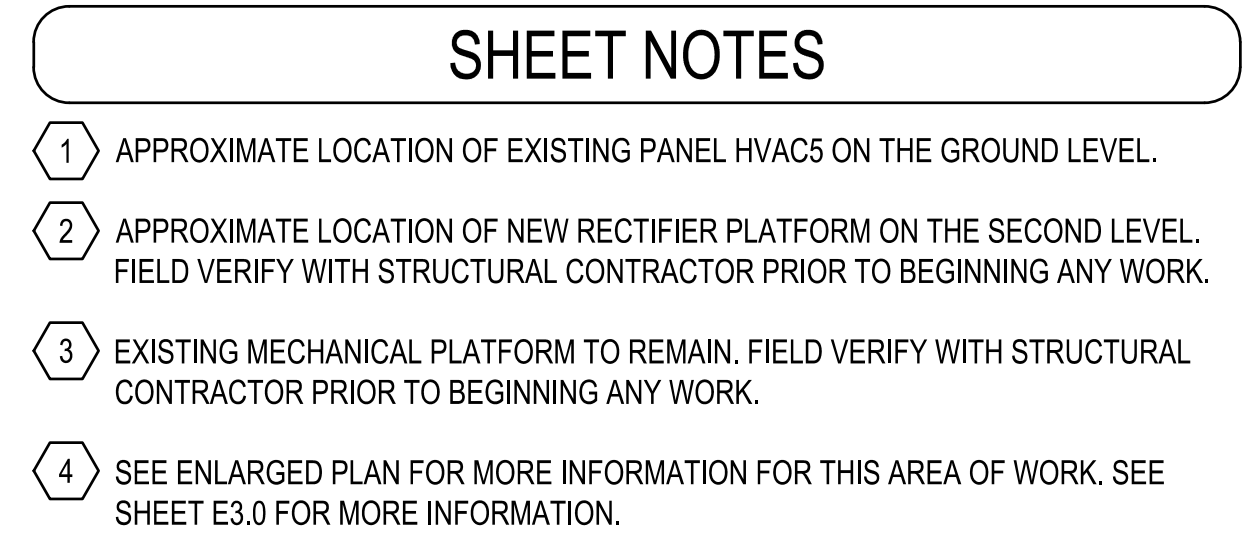 SHEET NOTES
1 APPROXIMATE LOCATION OF EXISTING PANEL HVAC5 ON THE GROUND LEVEL.
2 APPROXIMATE LOCATION OF NEW RECTIFIER PLATFORM ON THE SECOND LEVEL.
FIELD VERIFY WITH STRUCTURAL CONTRACTOR PRIOR TO BEGINNING ANY WORK.
3 EXISTING MECHANICAL PLATFORM TO REMAIN. FIELD VERIFY WITH STRUCTURAL
CONTRACTOR PRIOR TO BEGINNING ANY WORK.
4 SEE ENLARGED PLAN FOR MORE INFORMATION FOR THIS AREA OF WORK. SEE
SHEET E3.0 FOR MORE INFORMATION.